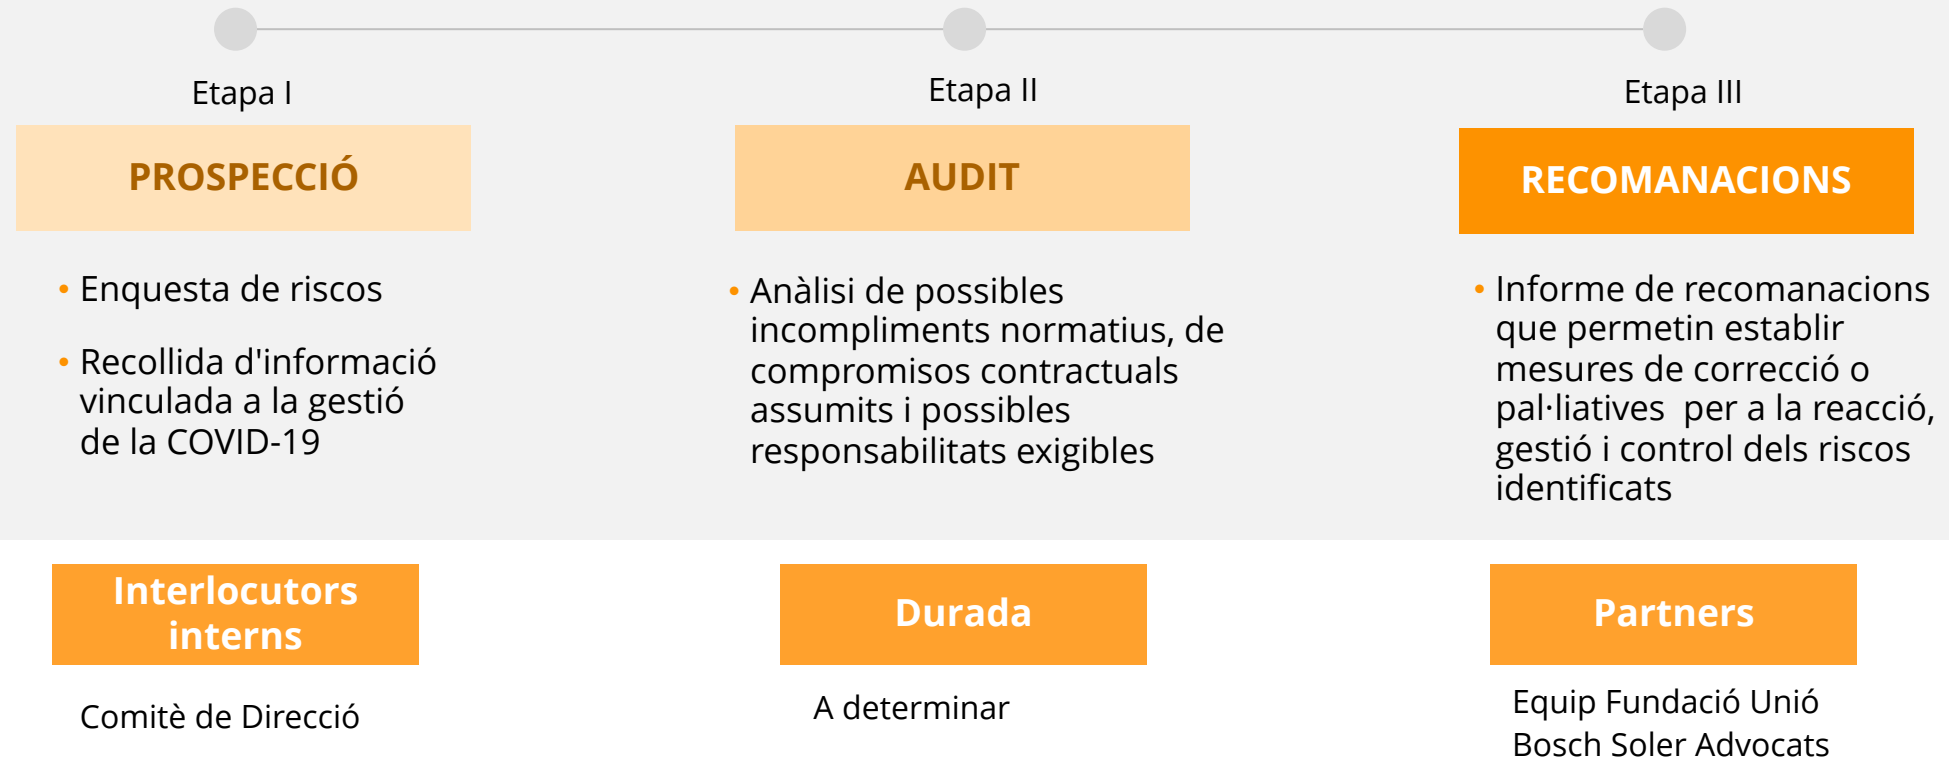 Etapa I
PROSPECCIÓ
• Enquesta de riscos
• Recollida d'informació
vinculada a la gestió
de la COVID-19
Etapa II
AUDIT
• Anàlisi de possibles
incompliments normatius, de
compromisos contractuals
assumits i possibles
responsabilitats exigibles
Etapa III
RECOMANACIONS
• Informe de recomanacions
que permetin establir
mesures de correcció o
pal·liatives  per a la reacció,
gestió i control dels riscos
identificats
Interlocutors
interns
Comitè de Direcció
Durada
A determinar
Partners
Equip Fundació Unió
Bosch Soler Advocats